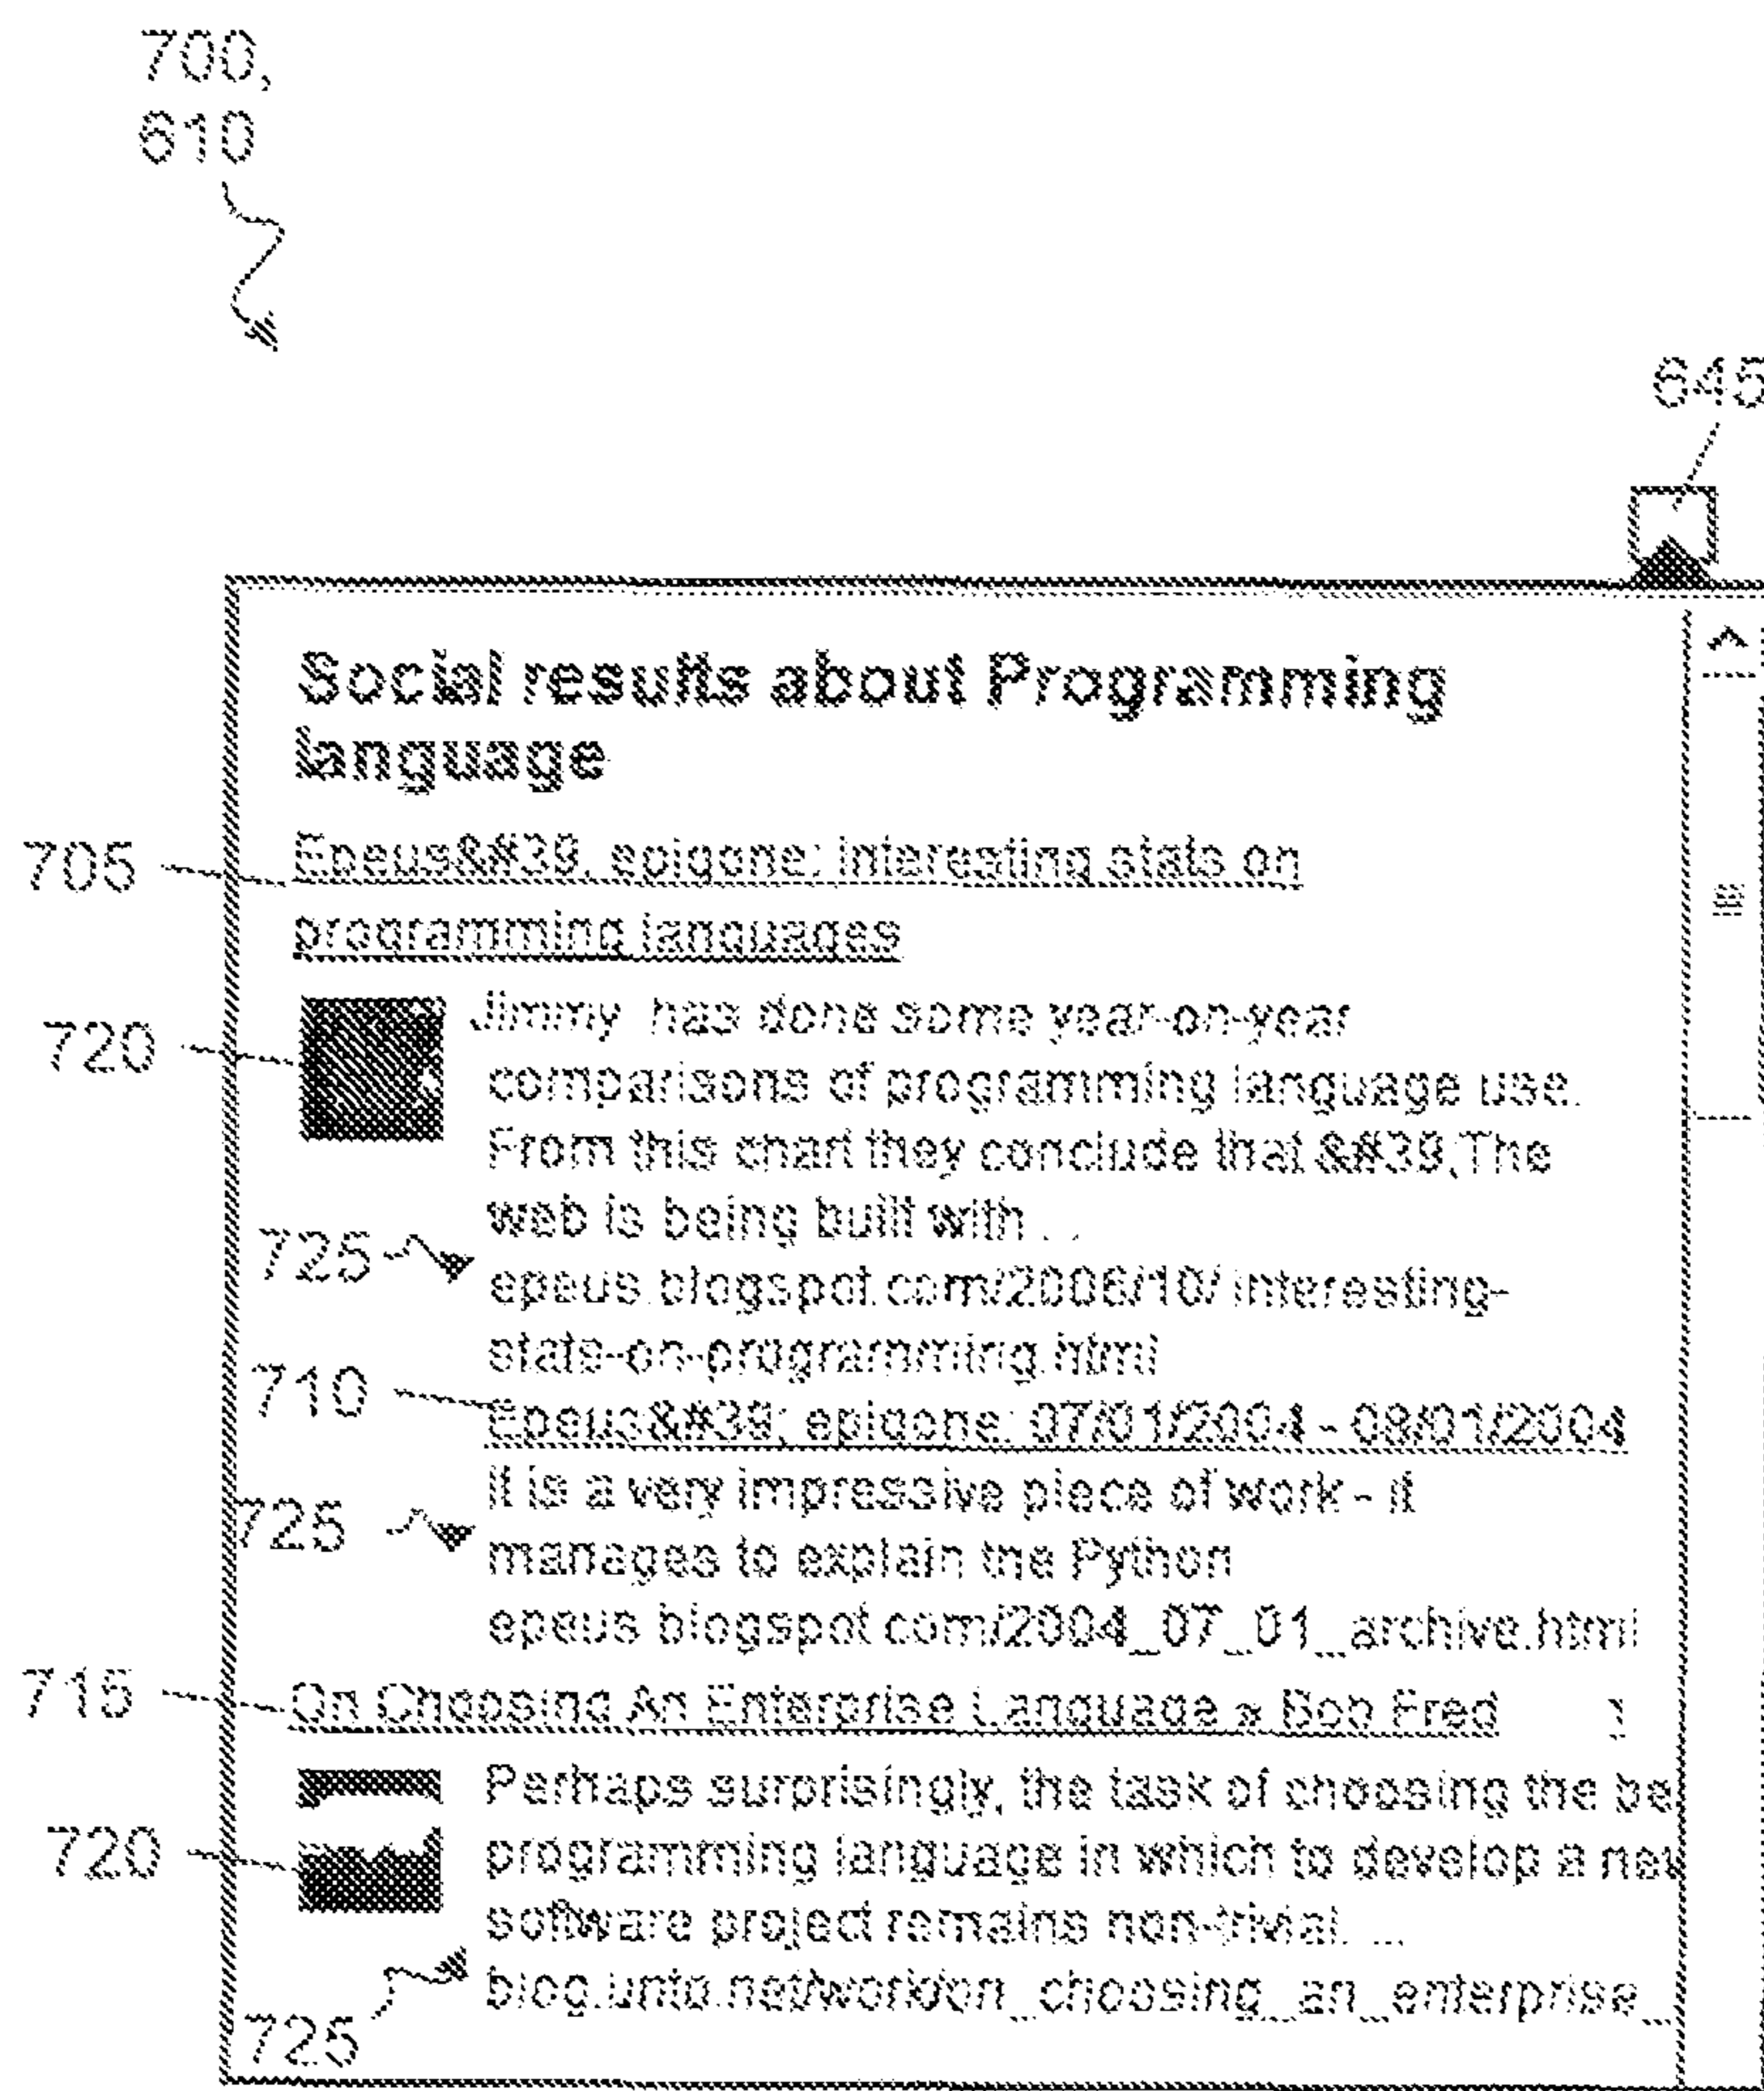 700,
610
645
Social results about Programming
language
705
Epeus&#39; epigone: interesting stats on
programming languages
720
Jimmy has done some year-on-year
comparisons of programming language use.
From this chart they conclude that &#39;The
web is being built with ...
725
epeus.blogspot.com/2006/10/ interesting-
stats-on-programming.html
710
Epeus&#39; epigone: 07/01/2004 - 08/01/2004
It is a very impressive piece of work - it
725
manages to explain the Python
epeus.blogspot.com/2004_07_01_archive.html
715
On Choosing An Enterprise Language » Bob Fred
Perhaps surprisingly, the task of choosing the be
720
programming language in which to develop a new
software project remains non-trivial. ...
blog.unto.net/work/on_choosing_an_enterprise_
725